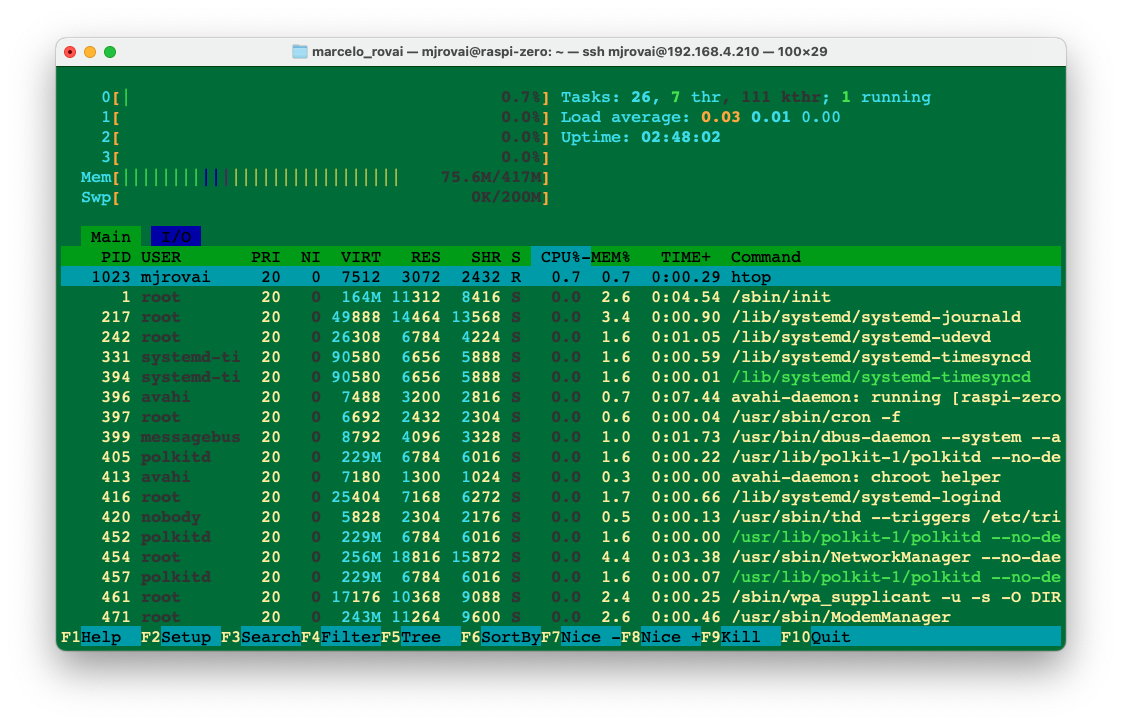 marcelo_rovai — mjrovai@raspi-zero: ~ — ssh mjrovai@192.168.4.210 — 100×29
0[| 0.7%] Tasks: 26, 7 thr, 111 kthr; 1 running
1[ 0.0%] Load average: 0.03 0.01 0.00
2[ 0.0%] Uptime: 02:48:02
3[ 0.0%]
Mem[|||||||||||||||||||||||||||| 75.6M/417M]
Swp[ 0K/200M]
Main I/O
PID USER PRI NI VIRT RES SHR S CPU%-MEM% TIME+ Command
1023 mjrovai 20 0 7512 3072 2432 R 0.7 0.7 0:00.29 htop
1 root 20 0 164M 11312 8416 S 0.0 2.6 0:04.54 /sbin/init
217 root 20 0 49888 14464 13568 S 0.0 3.4 0:00.90 /lib/systemd/systemd-journald
242 root 20 0 26308 6784 4224 S 0.0 1.6 0:01.05 /lib/systemd/systemd-udevd
331 systemd-ti 20 0 90580 6656 5888 S 0.0 1.6 0:00.59 /lib/systemd/systemd-timesyncd
394 systemd-ti 20 0 90580 6656 5888 S 0.0 1.6 0:00.01 /lib/systemd/systemd-timesyncd
396 avahi 20 0 7488 3200 2816 S 0.0 0.7 0:07.44 avahi-daemon: running [raspi-zero
397 root 20 0 6692 2432 2304 S 0.0 0.6 0:00.04 /usr/sbin/cron -f
399 messagebus 20 0 8792 4096 3328 S 0.0 1.0 0:01.73 /usr/bin/dbus-daemon --system --a
405 polkitd 20 0 229M 6784 6016 S 0.0 1.6 0:00.22 /usr/lib/polkit-1/polkitd --no-de
413 avahi 20 0 7180 1300 1024 S 0.0 0.3 0:00.00 avahi-daemon: chroot helper
416 root 20 0 25404 7168 6272 S 0.0 1.7 0:00.66 /lib/systemd/systemd-logind
420 nobody 20 0 5828 2304 2176 S 0.0 0.5 0:00.13 /usr/sbin/thd --triggers /etc/tri
452 polkitd 20 0 229M 6784 6016 S 0.0 1.6 0:00.00 /usr/lib/polkit-1/polkitd --no-de
454 root 20 0 256M 18816 15872 S 0.0 4.4 0:03.38 /usr/sbin/NetworkManager --no-dae
457 polkitd 20 0 229M 6784 6016 S 0.0 1.6 0:00.07 /usr/lib/polkit-1/polkitd --no-de
461 root 20 0 17176 10368 9088 S 0.0 2.4 0:00.25 /sbin/wpa_supplicant -u -s -O DIR
471 root 20 0 243M 11264 9600 S 0.0 2.6 0:00.46 /usr/sbin/ModemManager
F1Help F2Setup F3SearchF4FilterF5Tree F6SortByF7Nice -F8Nice +F9Kill F10Quit